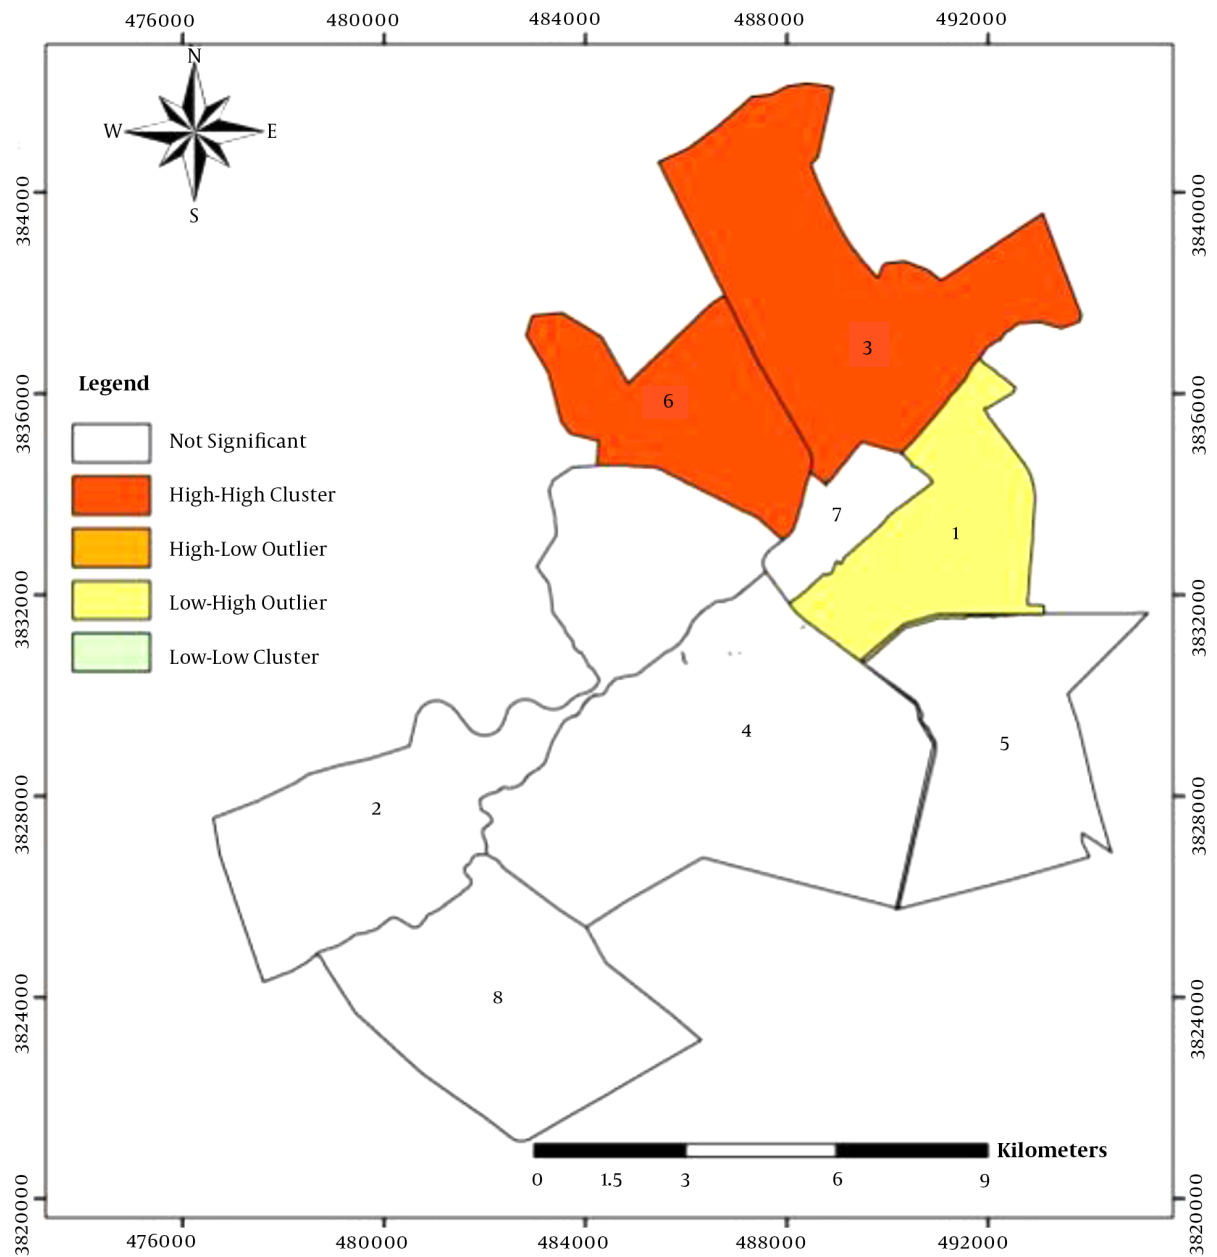 476000 480000 484000 488000 492000
N
W E
S
3840000 3840000
3836000 3836000
3832000 3832000
3828000 3828000
3824000 3824000
3820000 3820000
Legend
Not Significant
High-High Cluster
High-Low Outlier
Low-High Outlier
Low-Low Cluster
3
6
7
1
4
5
2
8
Kilometers
0 1.5 3 6 9
476000 480000 484000 488000 492000